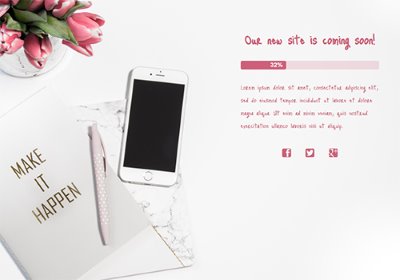 Our new site is coming soon!
32%
Lorem ipsum dolor sit amet, consectetur adipiscing elit,
sed do eiusmod tempor incididunt ut labore et dolore
magna aliqua. Ut enim ad minim veniam, quis nostrud
exercitation ullamco laboris nisi ut aliquip.
MAKE
IT
HAPPEN